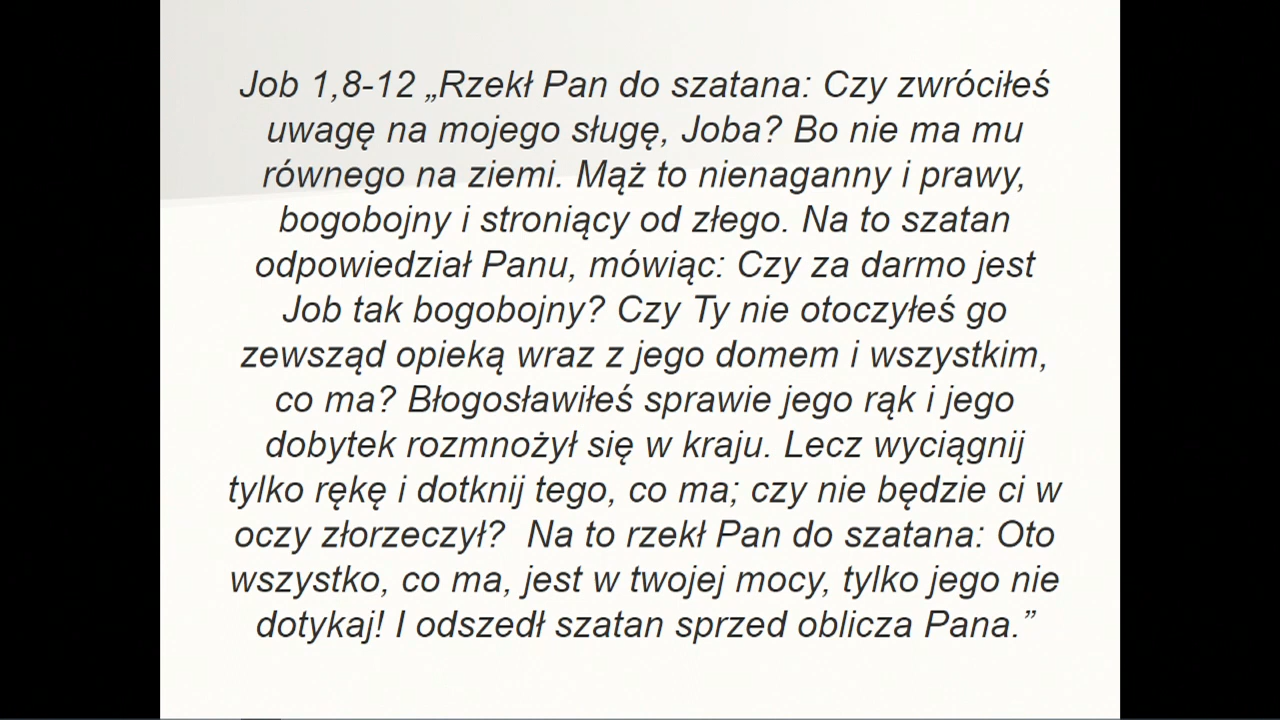 Job 1,8-12 „Rzekł Pan do szatana: Czy zwróciłeś
uwagę na mojego sługę, Joba? Bo nie ma mu
równego na ziemi. Mąż to nienaganny i prawy,
bogobojny i stroniący od złego. Na to szatan
odpowiedział Panu, mówiąc: Czy za darmo jest
Job tak bogobojny? Czy Ty nie otoczyłeś go
zewsząd opieką wraz z jego domem i wszystkim,
co ma? Błogosławiłeś sprawie jego rąk i jego
dobytek rozmnożył się w kraju. Lecz wyciągnij
tylko rękę i dotknij tego, co ma; czy nie będzie ci w
oczy złorzeczył?  Na to rzekł Pan do szatana: Oto
wszystko, co ma, jest w twojej mocy, tylko jego nie
dotykaj! I odszedł szatan sprzed oblicza Pana.”